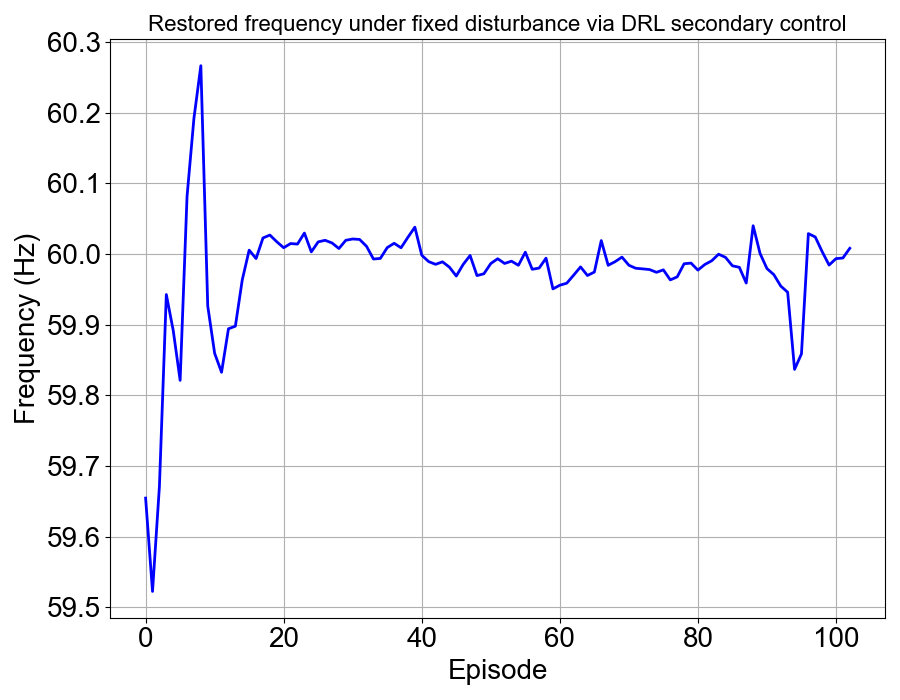 Restored frequency under fixed disturbance via DRL secondary control
60.3
60.2
60.1
60.0
59.9
59.8
59.7
59.6
59.5
Frequency (Hz)
0 20 40 60 80 100
Episode